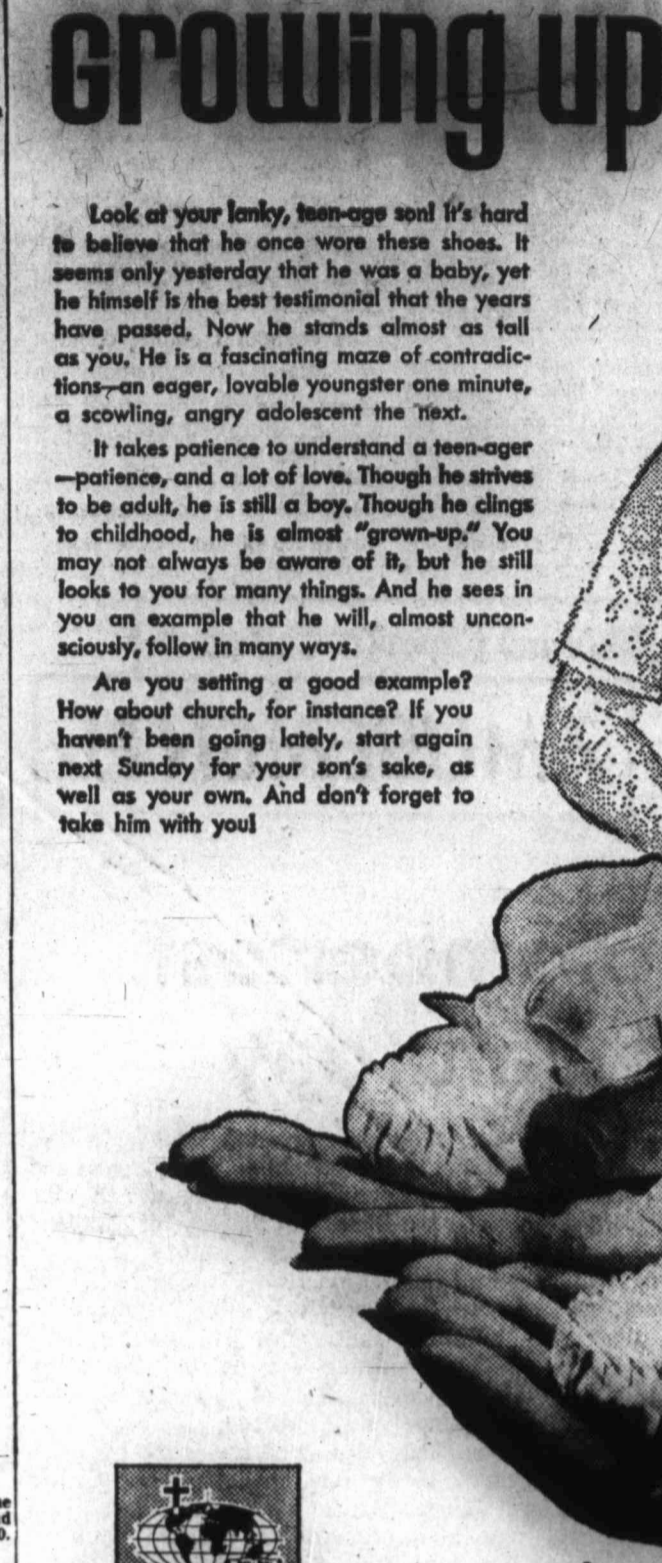 Growing up
Look at your lanky, teen-age son! It's hard
to believe that he once wore these shoes. It
seems only yesterday that he was a baby, yet
he himself is the best testimonial that the years
have passed. Now he stands almost as tall
as you. He is a fascinating maze of contradic-
tions—an eager, lovable youngster one minute,
a scowling, angry adolescent the next.
It takes patience to understand a teen-ager
—patience, and a lot of love. Though he strives
to be adult, he is still a boy. Though he clings
to childhood, he is almost "grown-up." You
may not always be aware of it, but he still
looks to you for many things. And he sees in
you an example that he will, almost uncon-
sciously, follow in many ways.
Are you setting a good example?
How about church, for instance? If you
haven't been going lately, start again
next Sunday for your son's sake, as
well as your own. And don't forget to
take him with you!